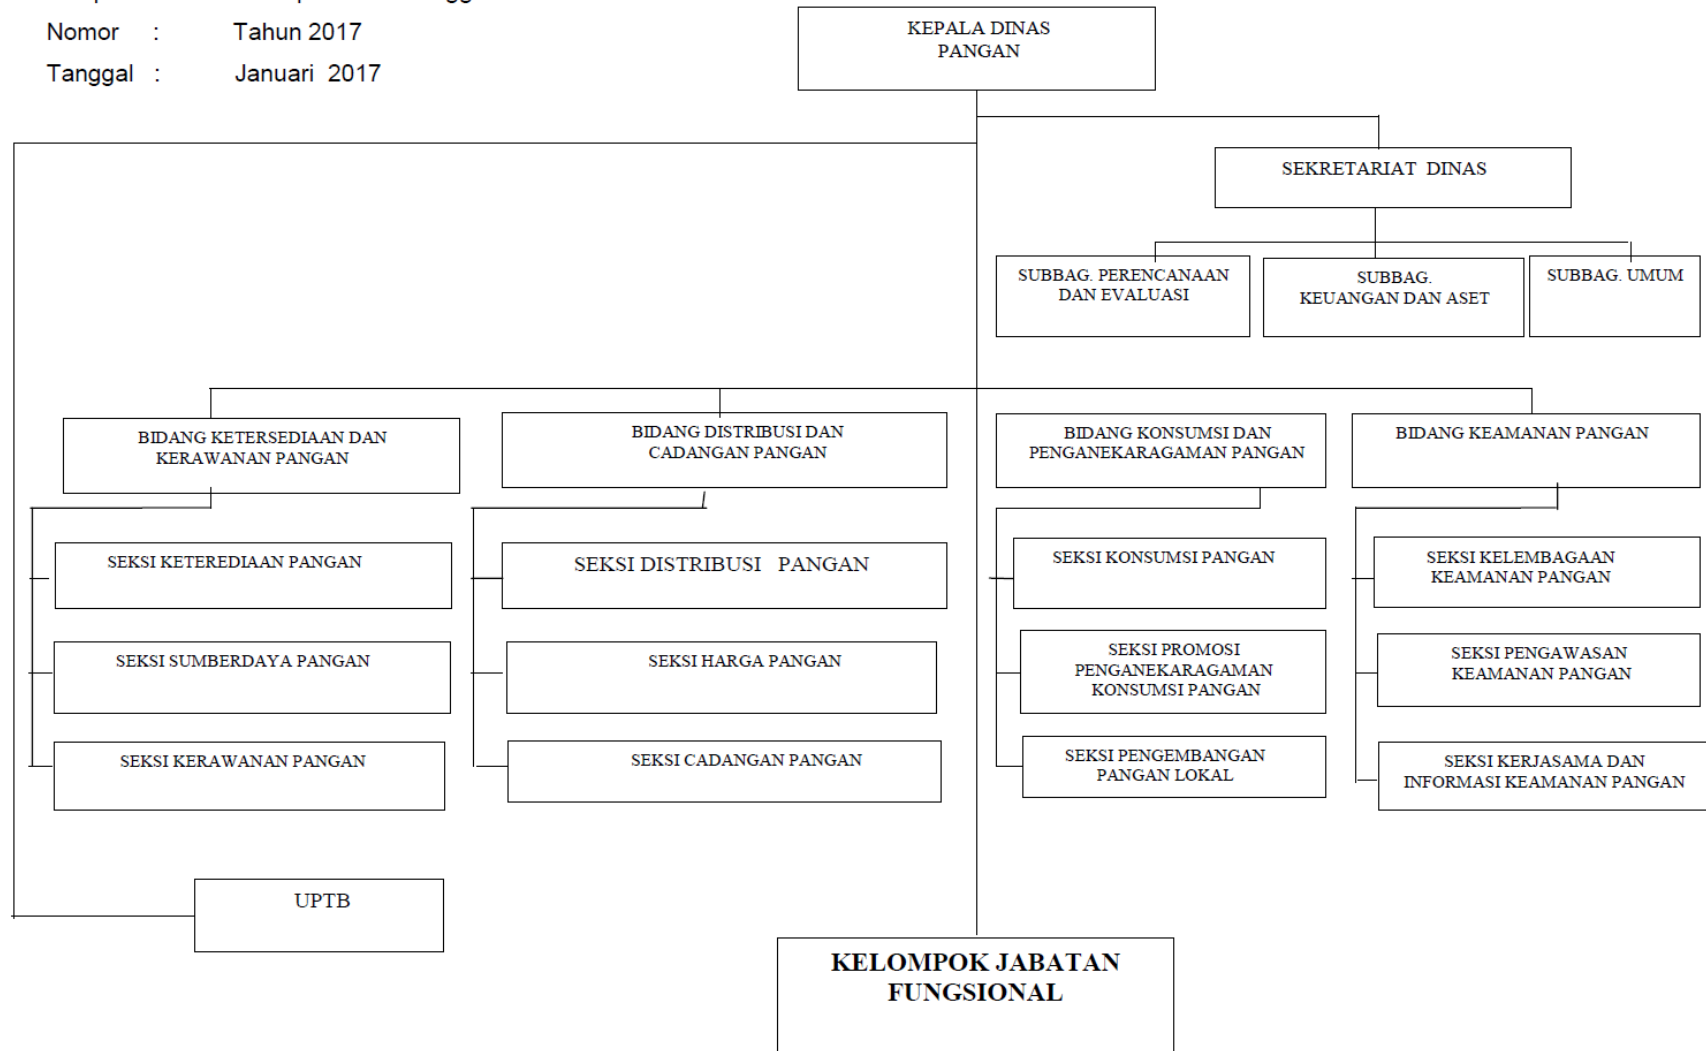 Nomor : Tahun 2017
Tanggal : Januari 2017
KEPALA DINAS
PANGAN
SEKRETARIAT DINAS
SUBBAG. PERENCANAAN
DAN EVALUASI
SUBBAG.
KEUANGAN DAN ASET
SUBBAG. UMUM
BIDANG KETERSEDIAAN DAN
KERAWANAN PANGAN
BIDANG DISTRIBUSI DAN
CADANGAN PANGAN
BIDANG KONSUMSI DAN
PENGANEKARAGAMAN PANGAN
BIDANG KEAMANAN PANGAN
SEKSI KETEREDIAAN PANGAN
SEKSI DISTRIBUSI PANGAN
SEKSI KONSUMSI PANGAN
SEKSI KELEMBAGAAN
KEAMANAN PANGAN
SEKSI SUMBERDAYA PANGAN
SEKSI HARGA PANGAN
SEKSI PROMOSI
PENGANEKARAGAMAN
KONSUMSI PANGAN
SEKSI PENGAWASAN
KEAMANAN PANGAN
SEKSI KERAWANAN PANGAN
SEKSI CADANGAN PANGAN
SEKSI PENGEMBANGAN
PANGAN LOKAL
SEKSI KERJASAMA DAN
INFORMASI KEAMANAN PANGAN
UPTB
KELOMPOK JABATAN
FUNGSIONAL